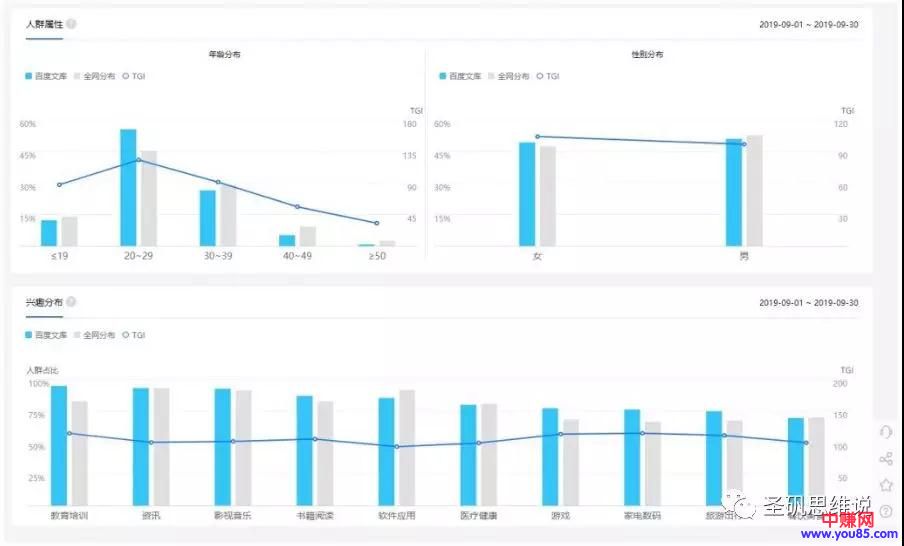 人群属性 ?
2019-09-01 ~ 2019-09-30
年龄分布
百度文库 全网分布 TGI
TGI
60% 180
45% 135
30% 90
15% 45
≤19 20~29 30~39 40~49 ≥50
性别分布
百度文库 全网分布 TGI
TGI
60% 120
45% 90
30% 60
15% 30
女 男
兴趣分布 ?
2019-09-01 ~ 2019-09-30
百度文库 全网分布 TGI
人群占比 TGI
100% 200
75% 150
50% 100
25% 50
教育培训 资讯 影视音乐 书籍阅读 软件应用 医疗健康 游戏 家电数码
圣矾思维说
中赚网
www.you85.com